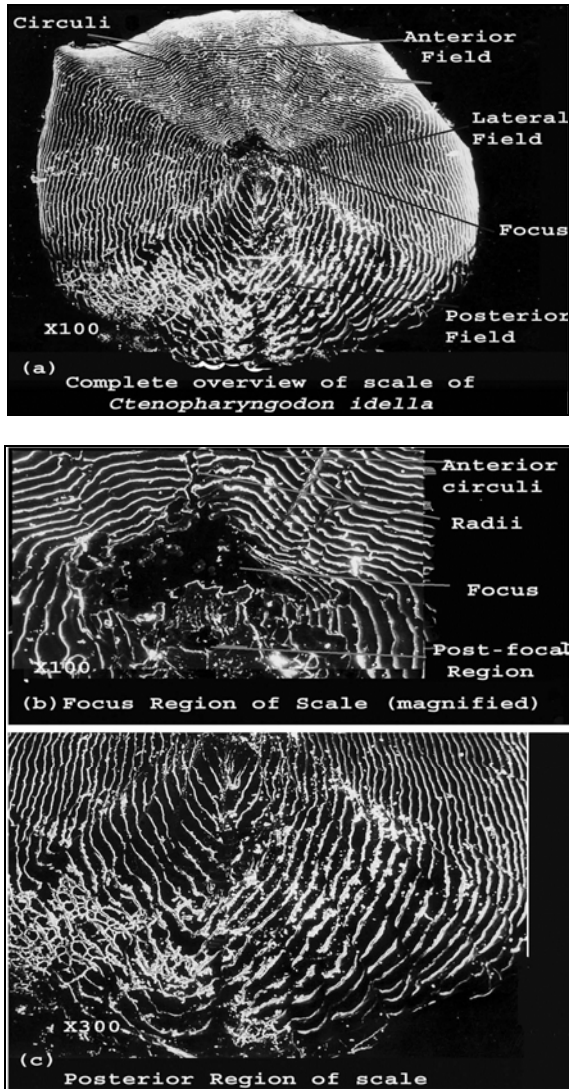 Circuli
Anterior
Field
Lateral
Field
Focus
Posterior
Field
X100
(a)
Complete overview of scale of
Ctenopharyngodon idella
Anterior
circuli
Radii
Focus
Post-focal
Region
X100
(b)Focus Region of Scale (magnified)
X300
(c)
Posterior Region of scale